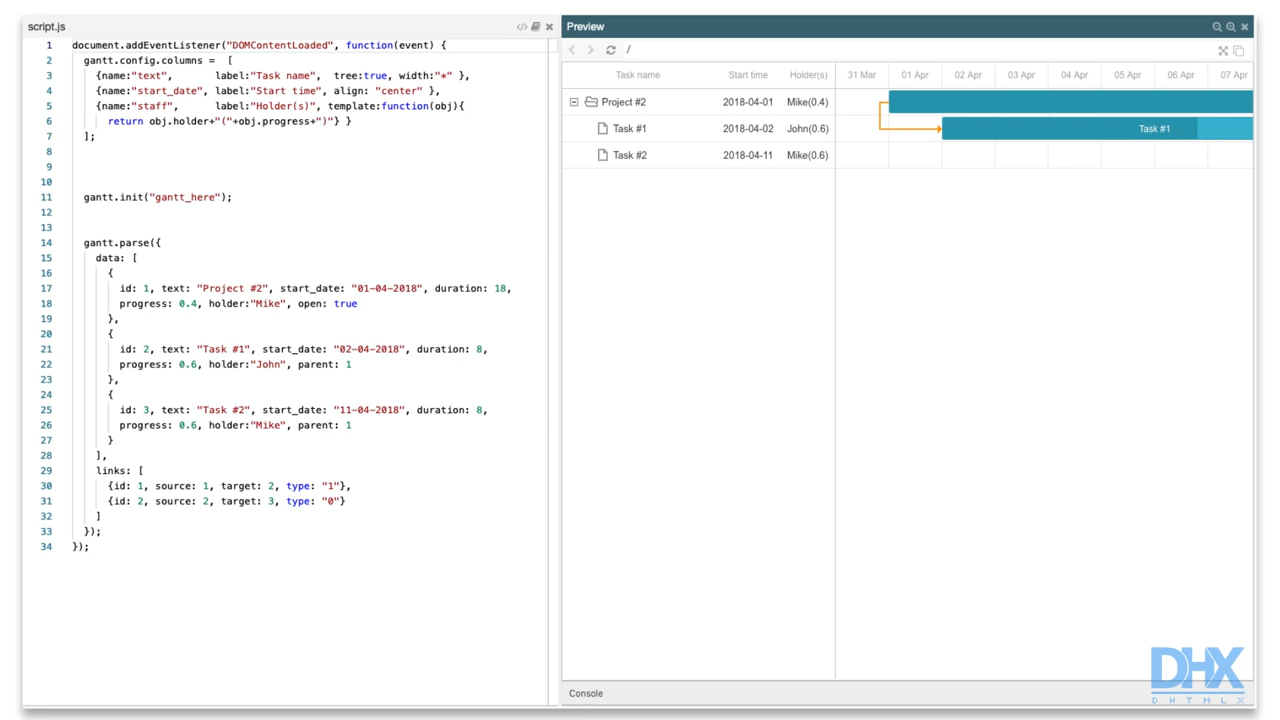 script.js
1 document.addEventListener("DOMContentLoaded", function(event) {
2 gantt.config.columns =  [
3 {name:"text",       label:"Task name",  tree:true, width:"*" },
4 {name:"start_date", label:"Start time", align: "center" },
5 {name:"staff",      label:"Holder(s)", template:function(obj){
6 return obj.holder+"("+obj.progress+")"} }
7 ];
8
9
10
11 gantt.init("gantt_here");
12
13
14 gantt.parse({
15 data: [
16 {
17 id: 1, text: "Project #2", start_date: "01-04-2018", duration: 18,
18 progress: 0.4, holder:"Mike", open: true
19 },
20 {
21 id: 2, text: "Task #1", start_date: "02-04-2018", duration: 8,
22 progress: 0.6, holder:"John", parent: 1
23 },
24 {
25 id: 3, text: "Task #2", start_date: "11-04-2018", duration: 8,
26 progress: 0.6, holder:"Mike", parent: 1
27 }
28 ],
29 links: [
30 {id: 1, source: 1, target: 2, type: "1"},
31 {id: 2, source: 2, target: 3, type: "0"}
32 ]
33 });
34 });
Preview
/
Task name Start time Holder(s) 31 Mar 01 Apr 02 Apr 03 Apr 04 Apr 05 Apr 06 Apr 07 Apr
Project #2 2018-04-01 Mike(0.4)
Task #1 2018-04-02 John(0.6) Task #1
Task #2 2018-04-11 Mike(0.6)
Console
DHX
DHTMLX